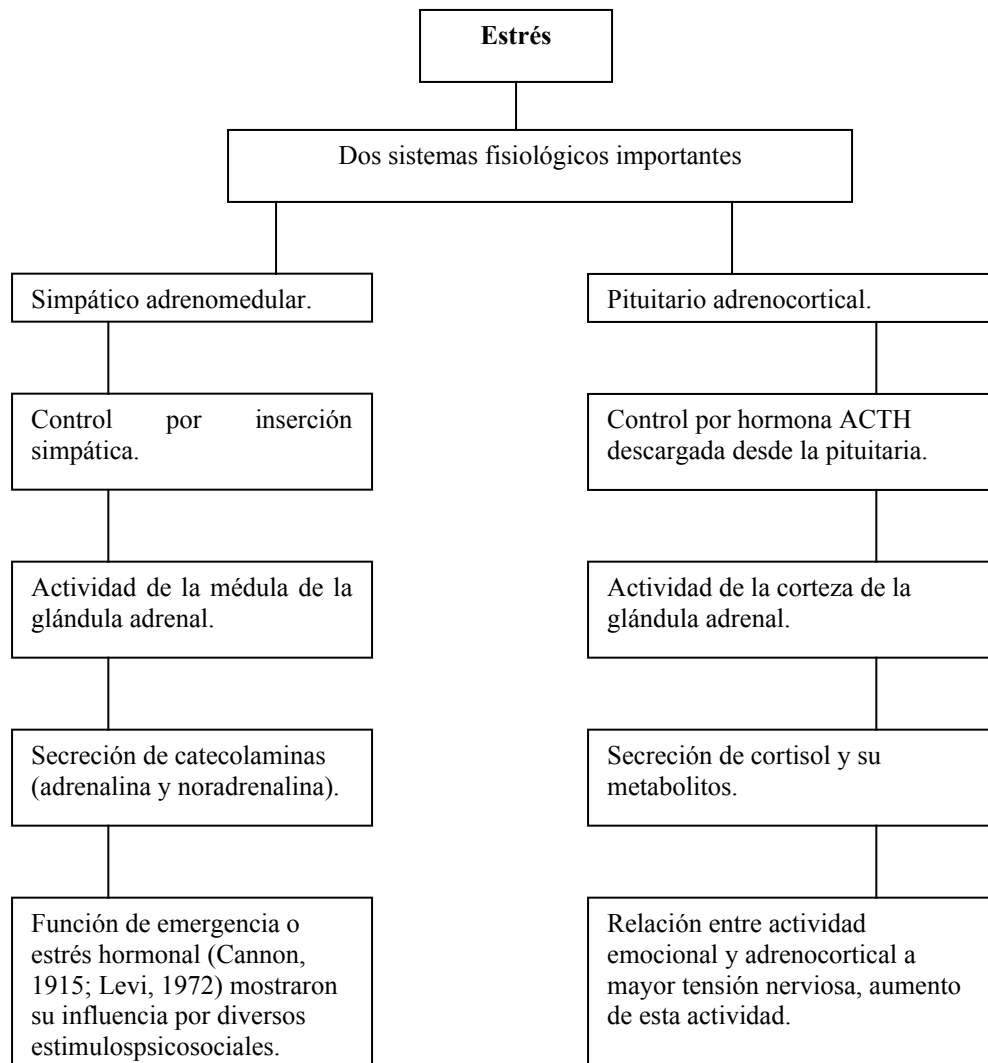 Estrés
Dos sistemas fisiológicos importantes
Simpático adrenomedular.
Pituitario adrenocortical.
Control por inserción
simpática.
Control por hormona ACTH
descargada desde la pituitaria.
Actividad de la médula de la
glándula adrenal.
Actividad de la corteza de la
glándula adrenal.
Secreción de catecolaminas
(adrenalina y noradrenalina).
Secreción de cortisol y su
metabolitos.
Función de emergencia o
estrés hormonal (Cannon,
1915; Levi, 1972) mostraron
su influencia por diversos
estimulospsicosociales.
Relación entre actividad
emocional y adrenocortical a
mayor tensión nerviosa, aumento
de esta actividad.